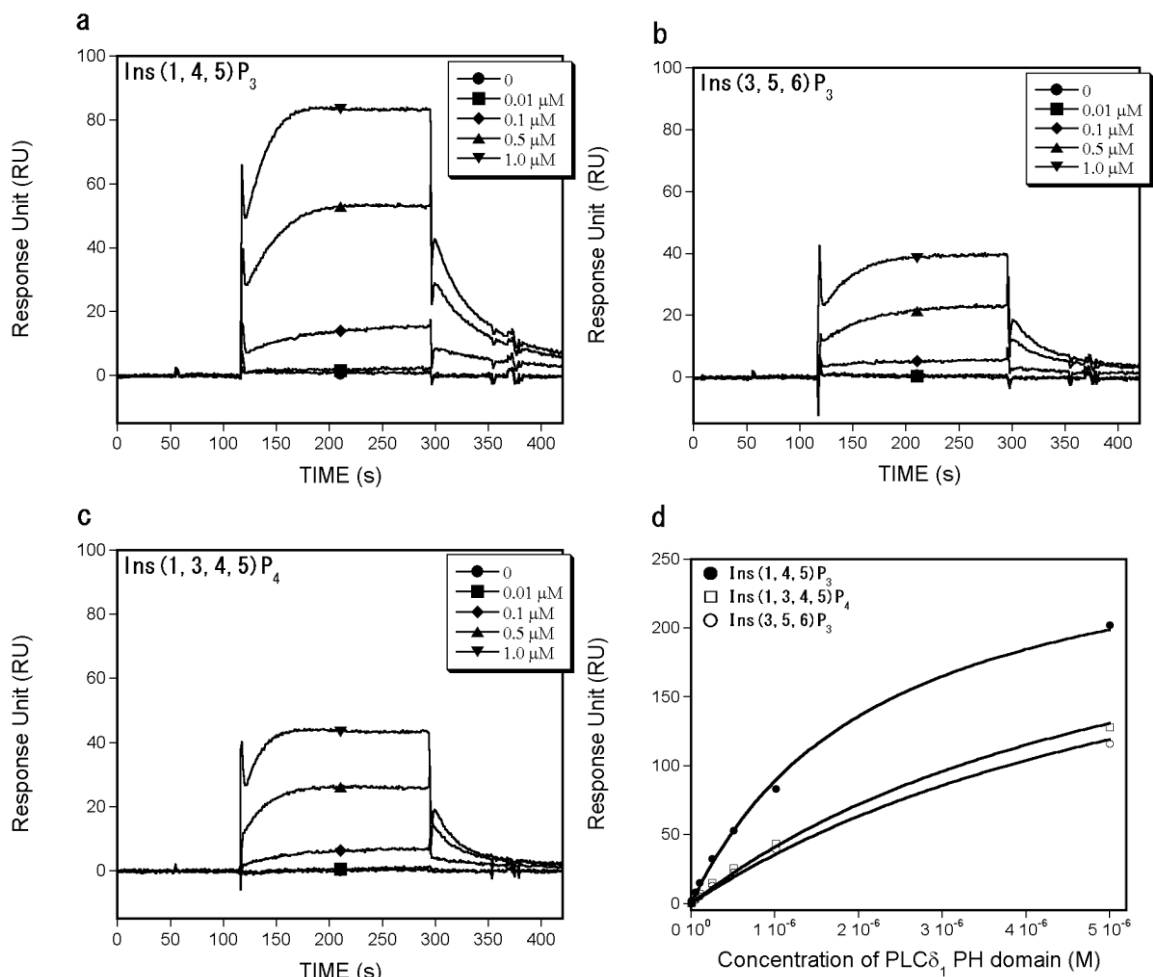 a
Ins(1, 4, 5)P3
0
0.01 μM
0.1 μM
0.5 μM
1.0 μM
Response Unit (RU)
100
80
60
40
20
0
0 50 100 150 200 250 300 350 400
TIME (s)
b
Ins(3, 5, 6)P3
0
0.01 μM
0.1 μM
0.5 μM
1.0 μM
Response Unit (RU)
100
80
60
40
20
0
0 50 100 150 200 250 300 350 400
TIME (s)
c
Ins(1, 3, 4, 5)P4
0
0.01 μM
0.1 μM
0.5 μM
1.0 μM
Response Unit (RU)
100
80
60
40
20
0
0 50 100 150 200 250 300 350 400
TIME (s)
d
Ins(1, 4, 5)P3
Ins(1, 3, 4, 5)P4
Ins(3, 5, 6)P3
Response Unit (RU)
250
200
150
100
50
0
0 10^0 1 10^-6 2 10^-6 3 10^-6 4 10^-6 5 10^-6
Concentration of PLCδ1 PH domain (M)